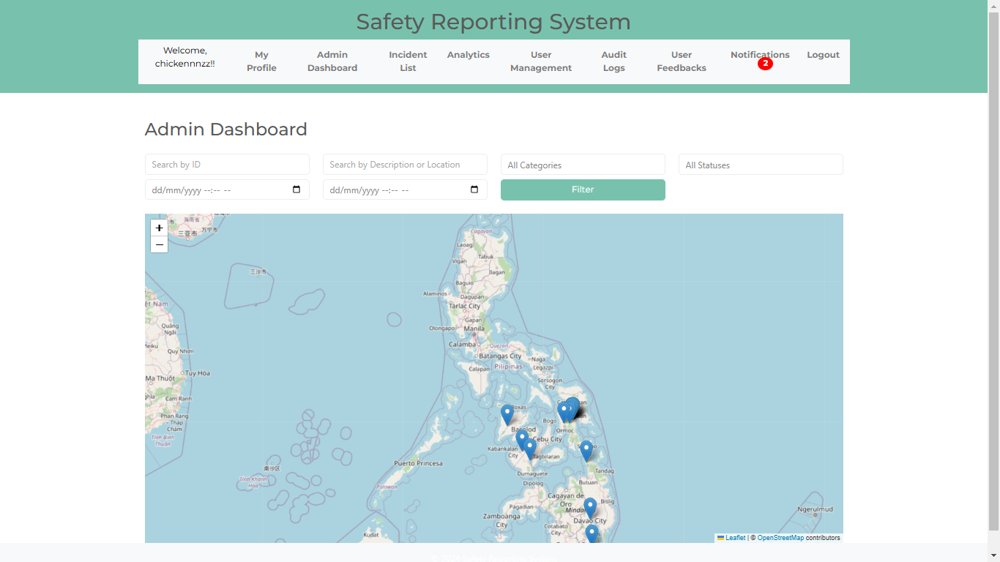 Safety Reporting System
Welcome,
chickennnzz!!
My
Profile
Admin
Dashboard
Incident
List
Analytics
User
Management
Audit
Logs
User
Feedbacks
Notifications
2
Logout
Admin Dashboard
Search by ID
Search by Description or Location
All Categories
All Statuses
dd/mm/yyyy --:-- --
dd/mm/yyyy --:-- --
Filter
+
−
海南省
万宁市
三亚市
三沙市
Cagayan
Laoag
Vigan
Tabuk
Ilagan
Baguio
Alaminos
Dagupan
Tarlac City
Gapan
Olongapo
Manila
Calamba
Quezon
Batangas City
Naga
Pilipinas
Legazpi
Calapan
Sorsogon
City
iệt Nam
Quảng
Ngãi
Pleiku
Quy Nhơn
Ma Thuột
Tuy Hòa
Cam Ranh
Phan Rang
- Tháp
Chàm
Tỉnh Bình
Thuận
Roxas
Bacolod
Bogo
Ormoc
Cebu City
Kabankalan
City
Tagbilaran
Dumaguete
Tandag
Puerto Princesa
Dipolog
Butuan
南沙区
Tỉnh Khánh
Hòa
Palawan
Cagayan de
Oro
Bislig
Pagadian
Zamboanga
City
Davao City
Cotabato
City
Ngerulmud
Kudat
Leaflet | © OpenStreetMap contributors
© 2024 Safety Reporting System